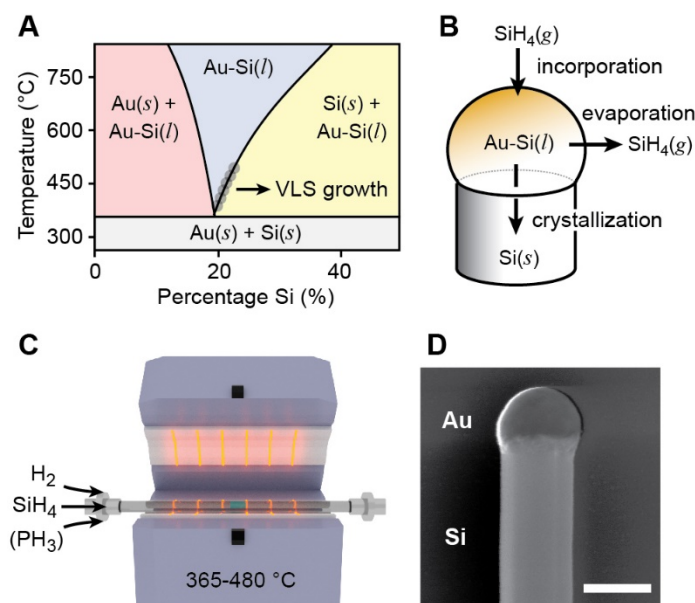 A
Temperature (°C)
750
600
450
300
Au-Si(l)
Au(s) +
Au-Si(l)
Si(s) +
Au-Si(l)
VLS growth
Au(s) + Si(s)
0
20
40
Percentage Si (%)
B
SiH₄(g)
incorporation
evaporation
Au-Si(l)
SiH₄(g)
crystallization
Si(s)
C
H₂
SiH₄
(PH₃)
365-480 °C
D
Au
Si